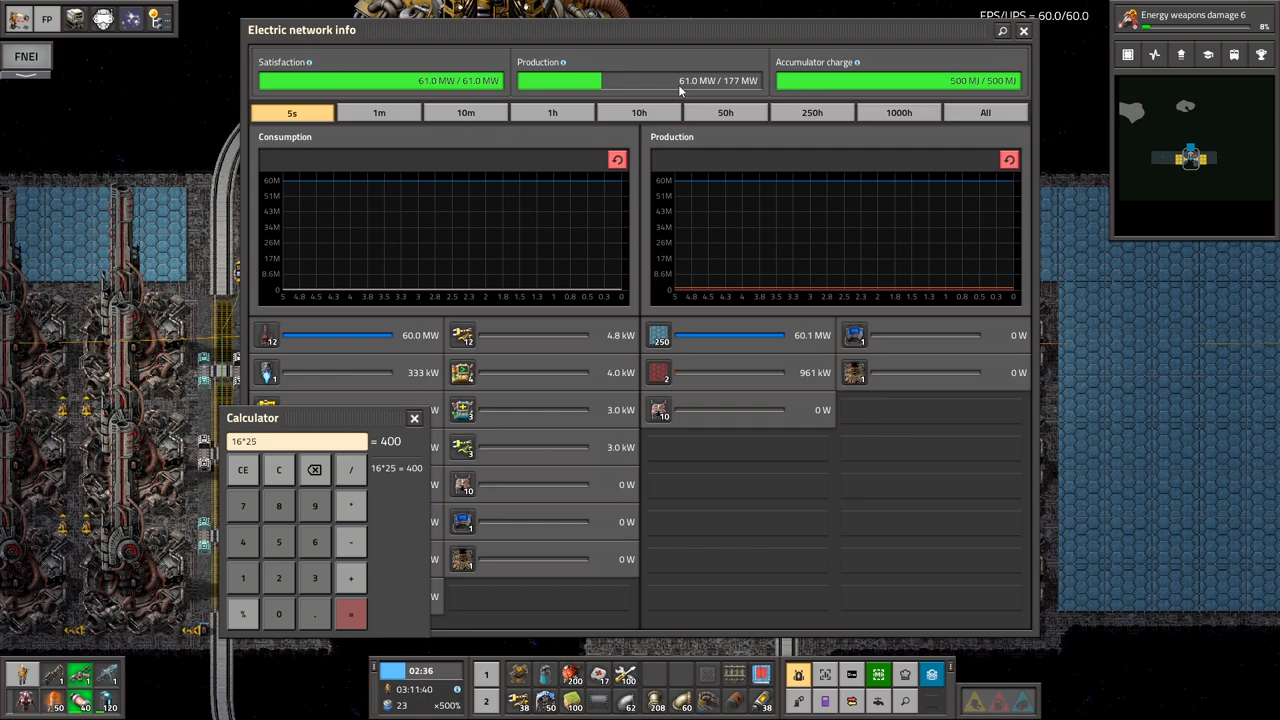 FPS/UPS = 60.0/60.0
FP
FNEI
Electric network info
Satisfaction
Production
Accumulator charge
61.0 MW / 61.0 MW
61.0 MW / 177 MW
500 MJ / 500 MJ
5s 1m 10m 1h 10h 50h 250h 1000h All
Energy weapons damage 6
8%
Consumption
60M
51M
43M
34M
26M
17M
8.6M
0
5 4.8 4.5 4.3 4 3.8 3.5 3.3 3 2.8 2.5 2.3 2 1.8 1.5 1.3 1 0.8 0.5 0.3 0
Production
60M
51M
43M
34M
26M
17M
8.6M
0
5 4.8 4.5 4.3 4 3.8 3.5 3.3 3 2.8 2.5 2.3 2 1.8 1.5 1.3 1 0.8 0.5 0.3 0
12 60.0 MW
12 4.8 kW
250 60.1 MW
1 0 W
1 333 kW
4 4.0 kW
2 961 kW
1 0 W
W
3 3.0 kW
10 0 W
W
3 3.0 kW
W
10 0 W
W
1 0 W
W
1 0 W
W
Calculator
16*25
= 400
16*25 = 400
CE C /
7 8 9 *
4 5 6 -
1 2 3 +
% 0 . =
02:36
03:11:40
23 ×500%
1
2
200 17 100
38 50 100 62 208 60 38
1 1 1
50 40 120